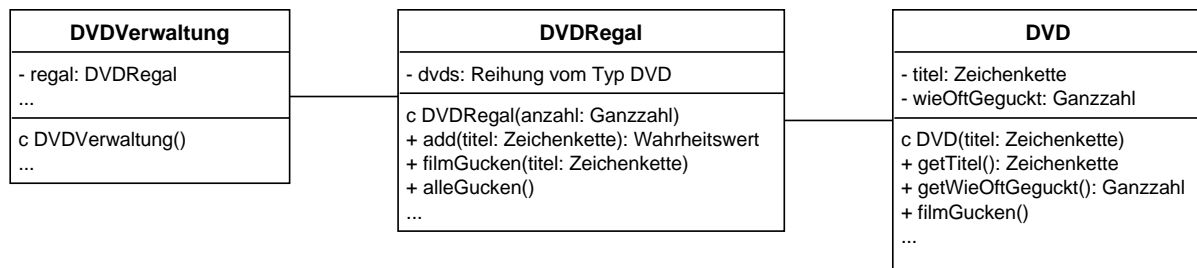 DVDVerwaltung
- regal: DVDRegal
...
c DVDVerwaltung()
...
DVDRegal
- dvds: Reihung vom Typ DVD
c DVDRegal(anzahl: Ganzzahl)
+ add(titel: Zeichenkette): Wahrheitswert
+ filmGucken(titel: Zeichenkette)
+ alleGucken()
...
DVD
- titel: Zeichenkette
- wieOftGeguckt: Ganzzahl
c DVD(titel: Zeichenkette)
+ getTitel(): Zeichenkette
+ getWieOftGeguckt(): Ganzzahl
+ filmGucken()
...